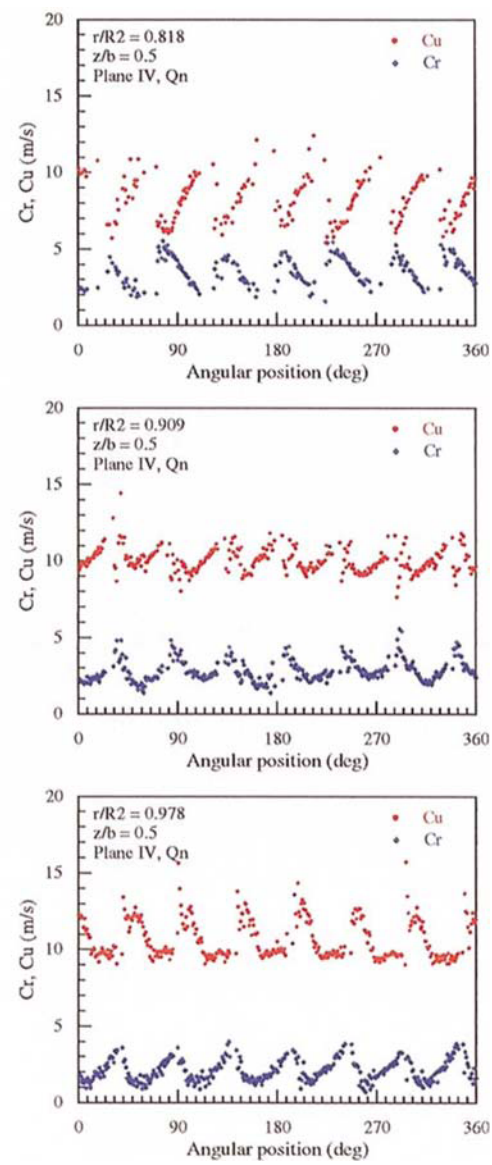 20
r/R2 = 0.818
z/b = 0.5
Plane IV, Qn
Cu
Cr
15
10
5
0
Cr, Cu (m/s)
0 90 180 270 360
Angular position (deg)
20
r/R2 = 0.909
z/b = 0.5
Plane IV, Qn
Cu
Cr
15
10
5
0
Cr, Cu (m/s)
0 90 180 270 360
Angular position (deg)
20
r/R2 = 0.978
z/b = 0.5
Plane IV, Qn
Cu
Cr
15
10
5
0
Cr, Cu (m/s)
0 90 180 270 360
Angular position (deg)